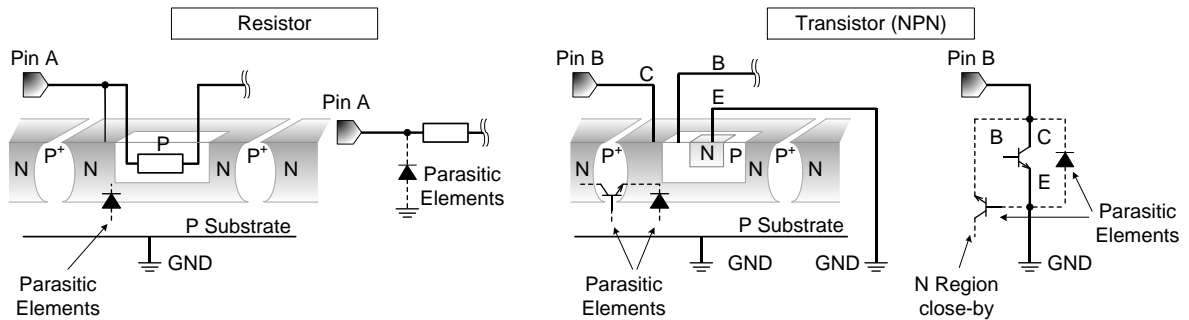 Resistor
Pin A
P
N
P+
N
N
P+
N
P Substrate
GND
Parasitic
Elements
Pin A
Parasitic
Elements
Transistor (NPN)
Pin B
C
B
E
N
P+
N
N
P
N
P+
N
P Substrate
GND
GND
Parasitic
Elements
Pin B
B
C
E
Parasitic
Elements
GND
N Region
close-by